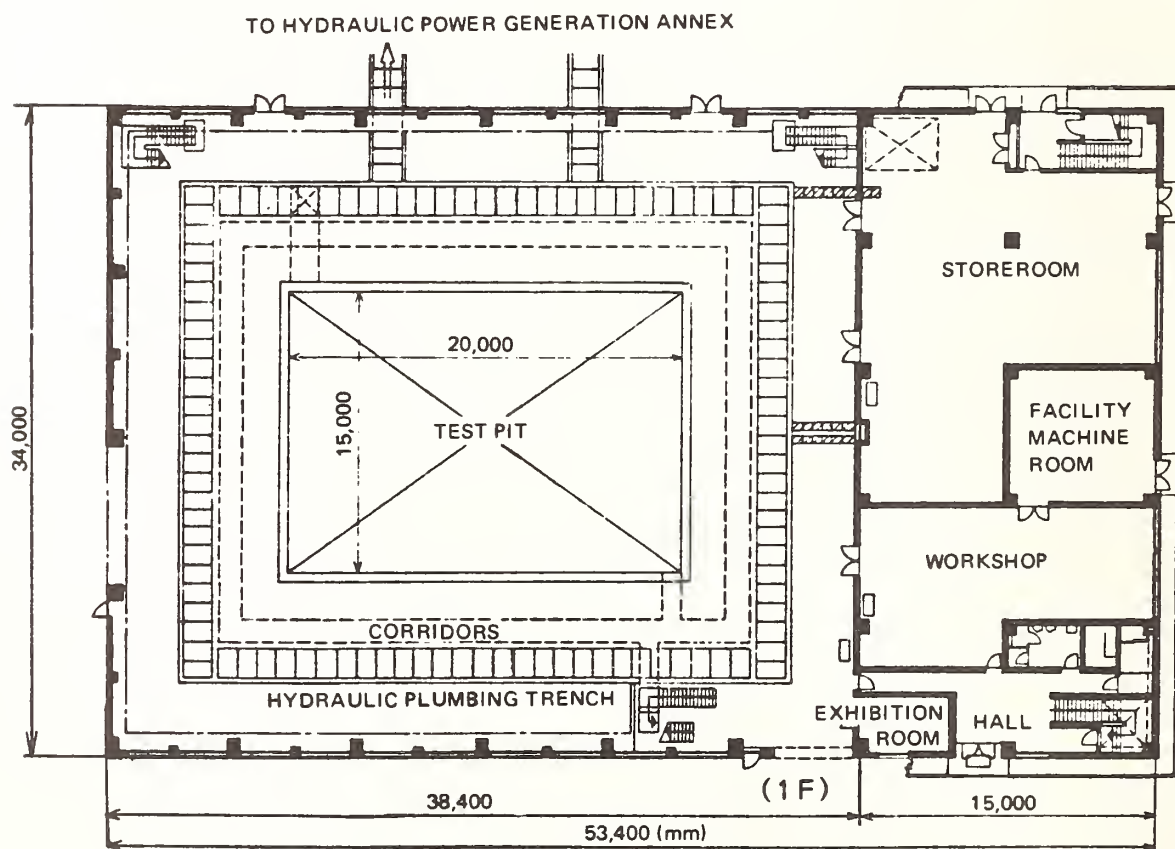 TO HYDRAULIC POWER GENERATION ANNEX
STOREROOM
20,000
15,000
TEST PIT
34,000
FACILITY
MACHINE
ROOM
WORKSHOP
CORRIDORS
HYDRAULIC PLUMBING TRENCH
EXHIBITION
ROOM
HALL
(1F)
38,400
15,000
53,400 (mm)